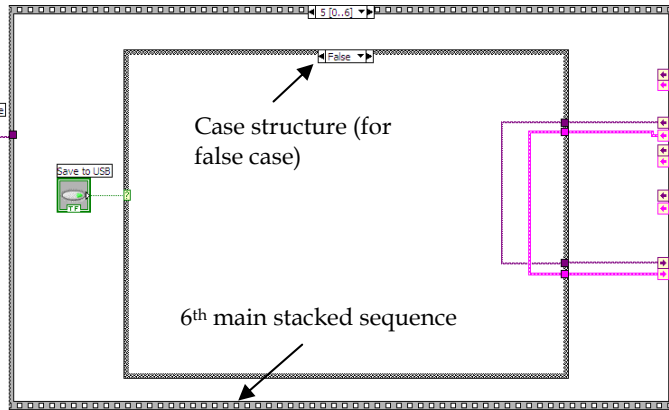 5 [0..6]
False
Case structure (for
false case)
Save to USB
?
TF
6th main stacked sequence